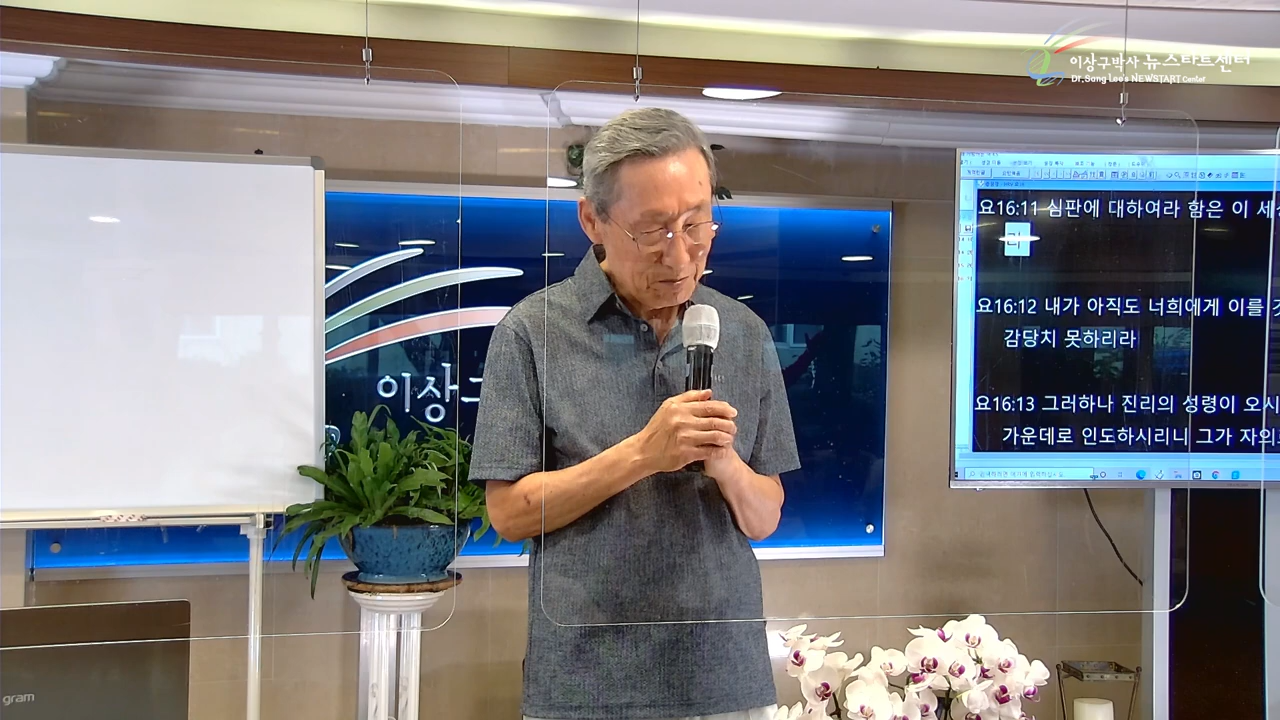 이상구박사 뉴스타트센터
Dr. Sang Lee's NEWSTART Center
요16:11 심판에 대하여라 함은 이 세상
라
요16:12 내가 아직도 너희에게 이를
감당치 못하리라
요16:13 그러하나 진리의 성령이 오시
가운데로 인도하시리니 그가 자의
이상구
gram